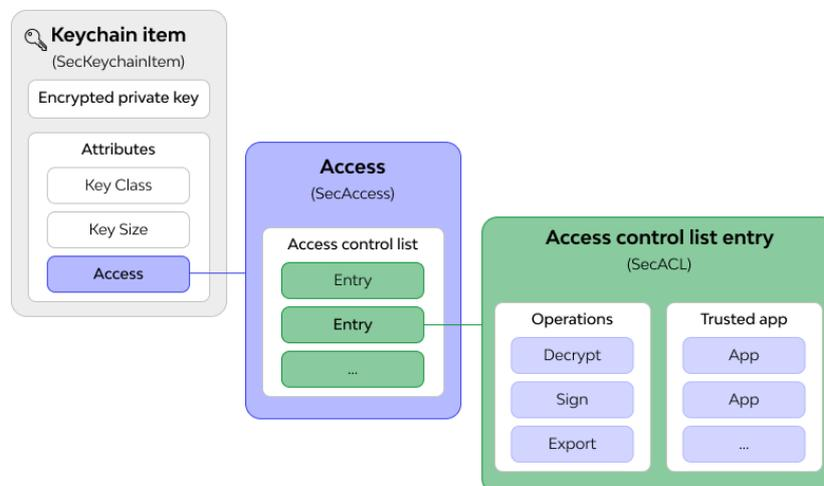 Keychain item
(SecKeychainItem)
Encrypted private key
Attributes
Key Class
Key Size
Access
Access
(SecAccess)
Access control list
Entry
Entry
...
Access control list entry
(SecACL)
Operations
Decrypt
Sign
Export
Trusted app
App
App
...